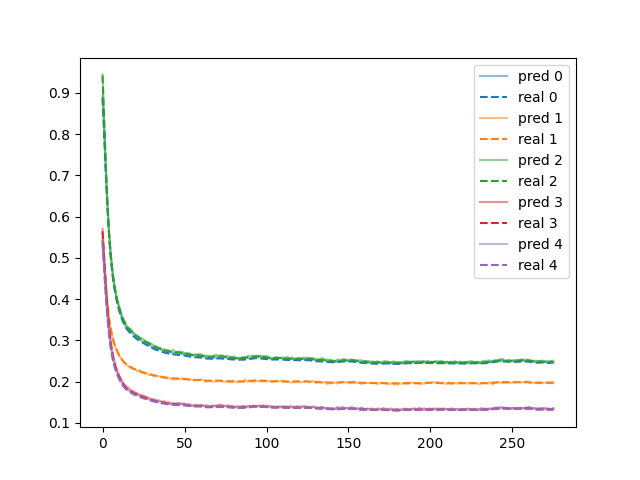 0.9
0.8
0.7
0.6
0.5
0.4
0.3
0.2
0.1
0
50
100
150
200
250
pred 0
real 0
pred 1
real 1
pred 2
real 2
pred 3
real 3
pred 4
real 4